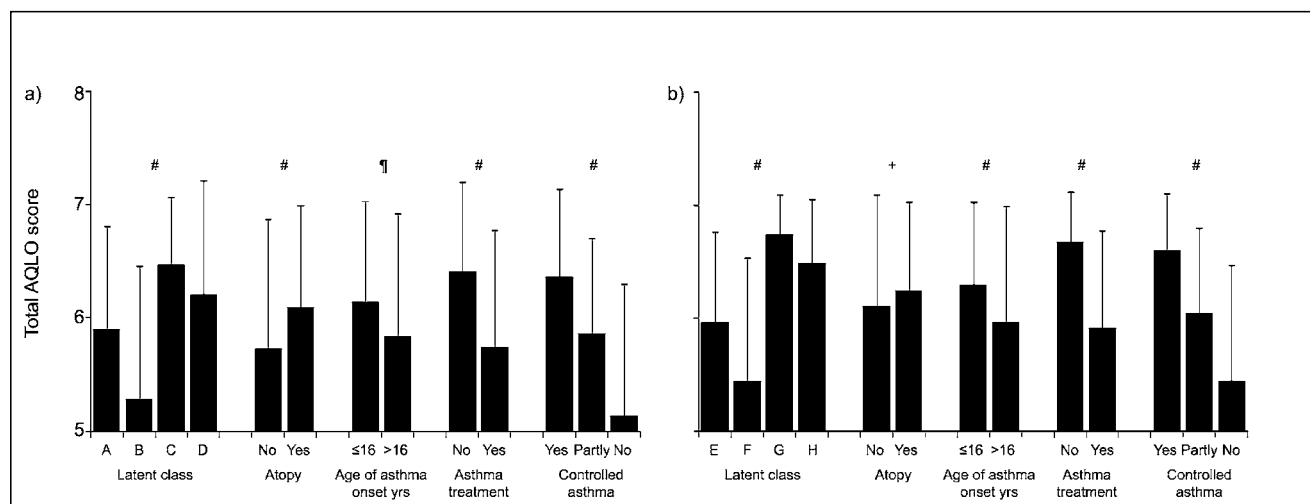 a)
Total AQLO score
8
7
6
5
# # ¶ # #
A B C D No Yes ≤16 >16 No Yes Yes Partly No
Latent class Atopy Age of asthma onset yrs Asthma treatment Controlled asthma
b)
# + # # #
E F G H No Yes ≤16 >16 No Yes Yes Partly No
Latent class Atopy Age of asthma onset yrs Asthma treatment Controlled asthma